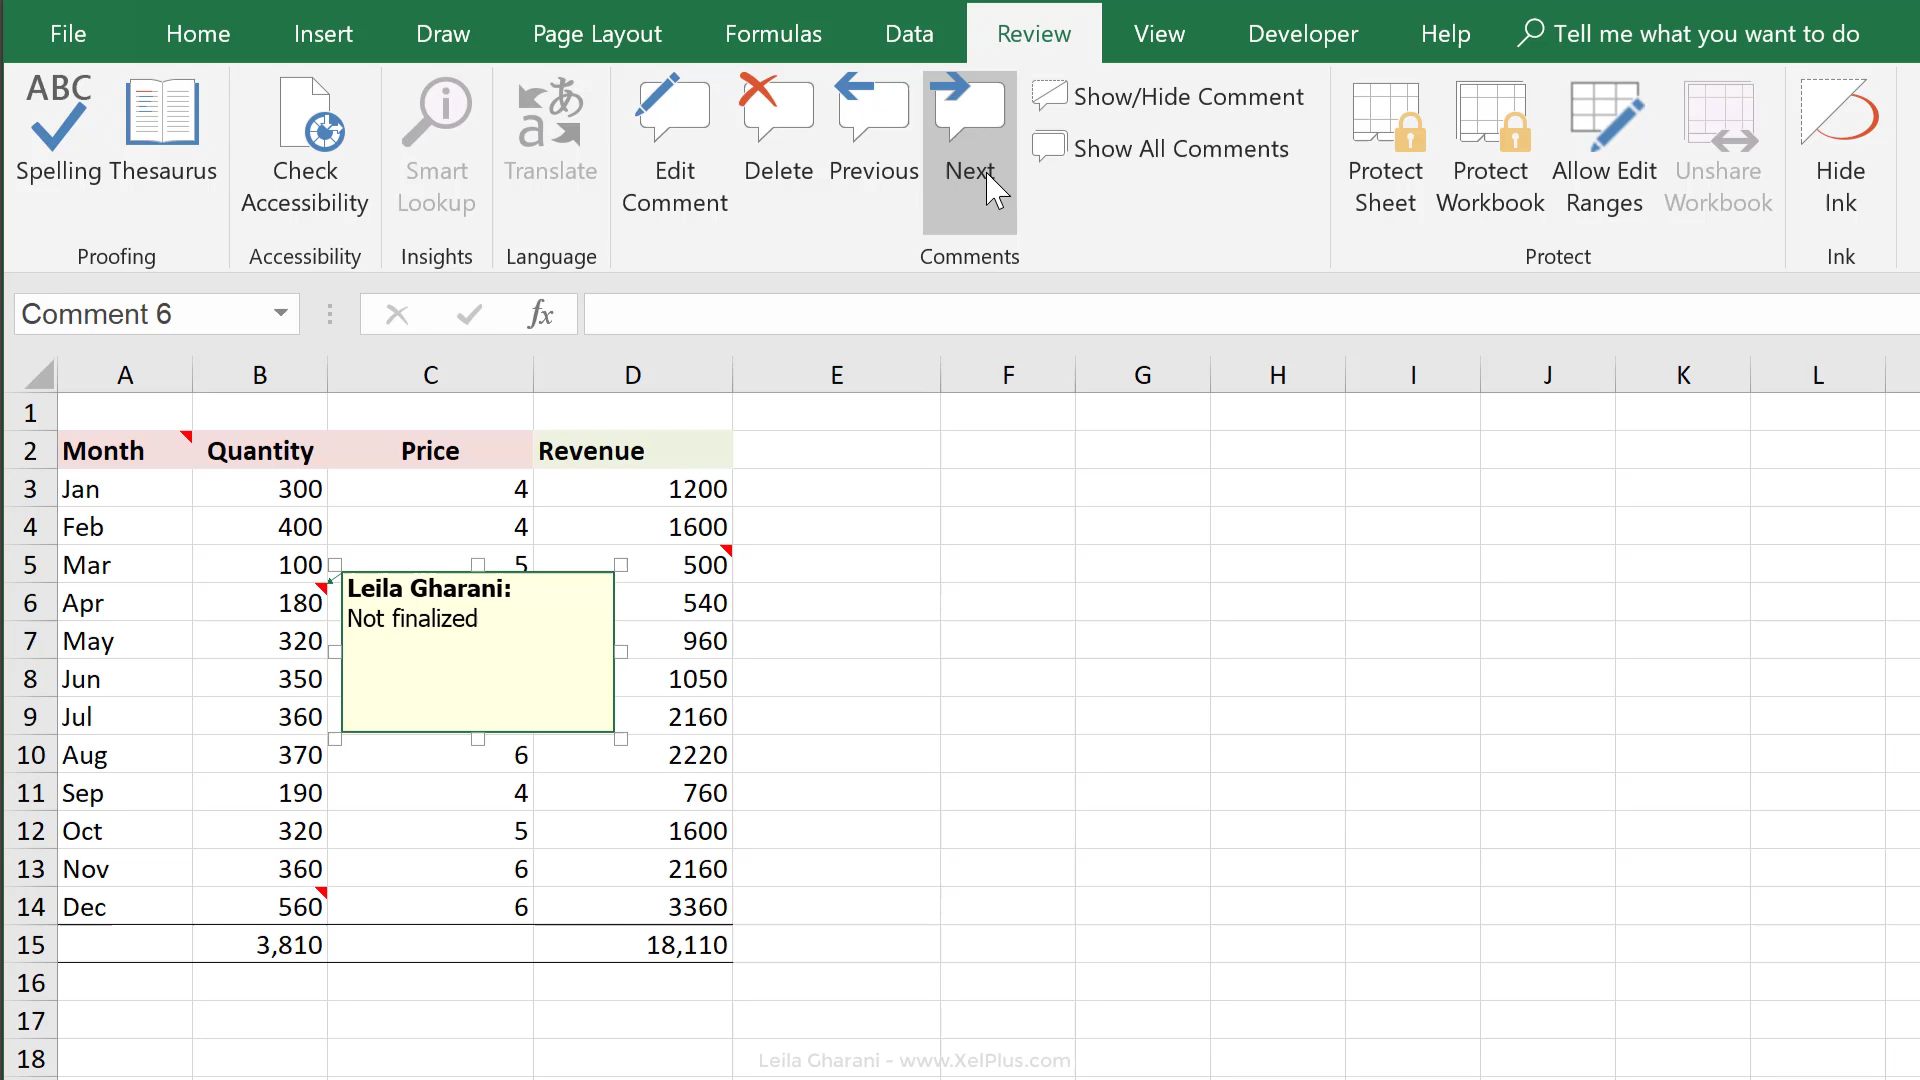 File Home Insert Draw Page Layout Formulas Data Review View Developer Help Tell me what you want to do
ABC
Spelling Thesaurus Check Accessibility Smart Lookup Translate Edit Comment Delete Previous Next Show/Hide Comment
Show All Comments
Protect Sheet Protect Workbook Allow Edit Ranges Unshare Workbook Hide Ink
Proofing Accessibility Insights Language Comments Protect Ink
Comment 6 fx
A B C D E F G H I J K L
1
2 Month Quantity Price Revenue
3 Jan 300 4 1200
4 Feb 400 4 1600
5 Mar 100 5 500
Leila Gharani:
Not finalized
6 Apr 180 540
7 May 320 960
8 Jun 350 1050
9 Jul 360 2160
10 Aug 370 6 2220
11 Sep 190 4 760
12 Oct 320 5 1600
13 Nov 360 6 2160
14 Dec 560 6 3360
15 3,810 18,110
16
17
18
Leila Gharani - www.XelPlus.com